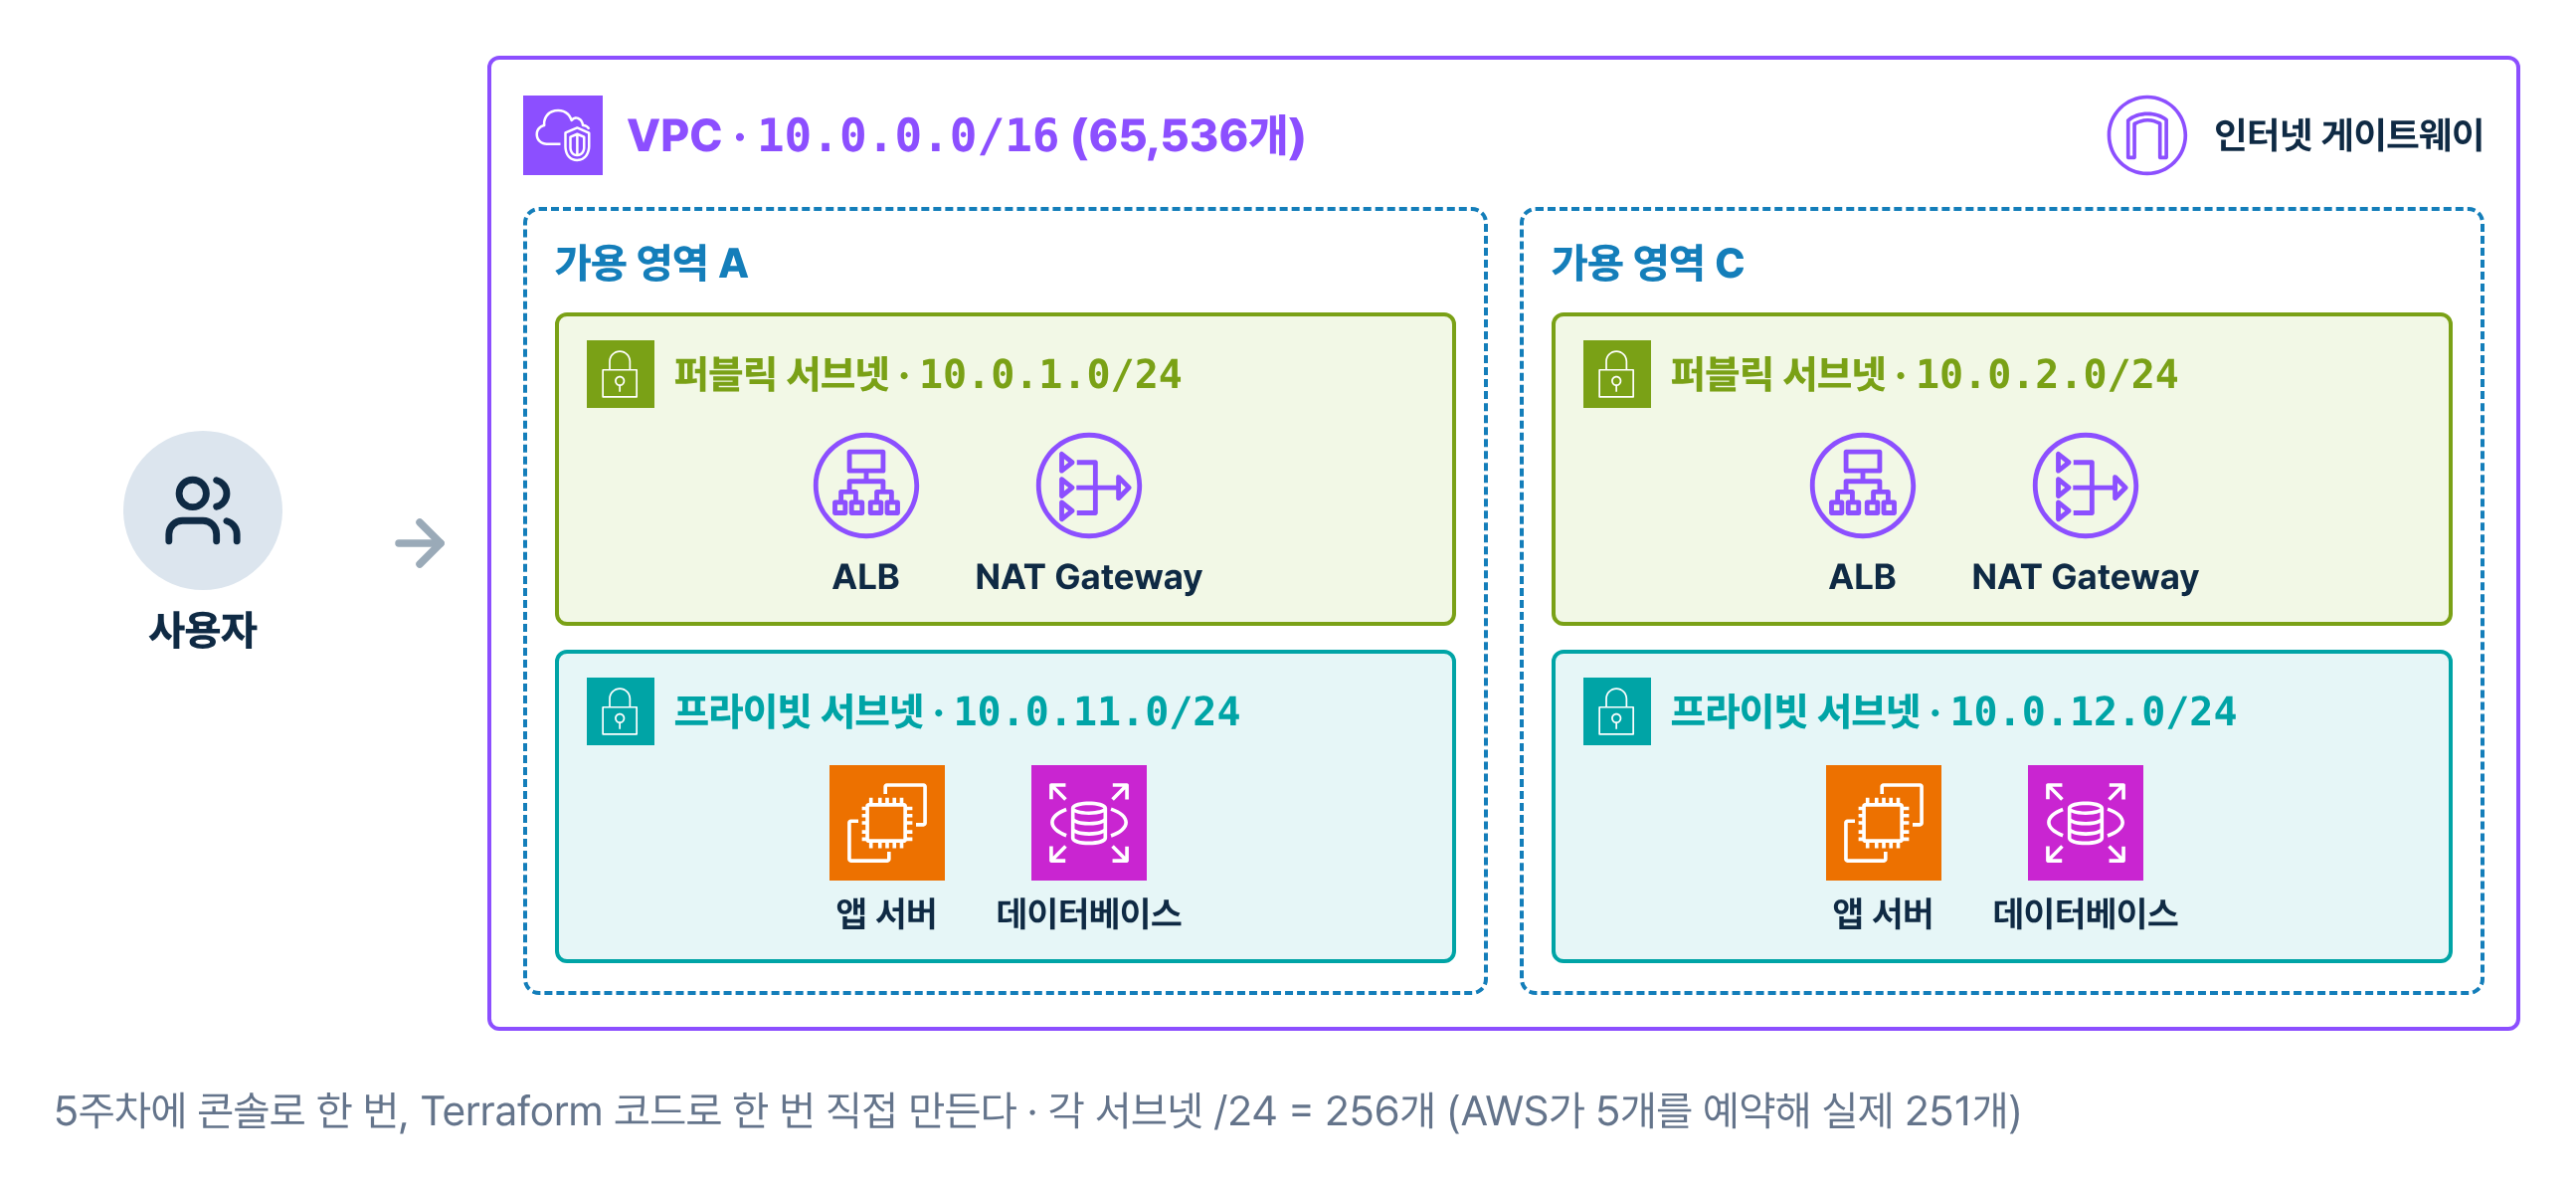 VPC · 10.0.0.0/16 (65,536개)
인터넷 게이트웨이
가용 영역 A
퍼블릭 서브넷 · 10.0.1.0/24
ALB
NAT Gateway
프라이빗 서브넷 · 10.0.11.0/24
앱 서버
데이터베이스
가용 영역 C
퍼블릭 서브넷 · 10.0.2.0/24
ALB
NAT Gateway
프라이빗 서브넷 · 10.0.12.0/24
앱 서버
데이터베이스
사용자
5주차에 콘솔로 한 번, Terraform 코드로 한 번 직접 만든다 · 각 서브넷 /24 = 256개 (AWS가 5개를 예약해 실제 251개)